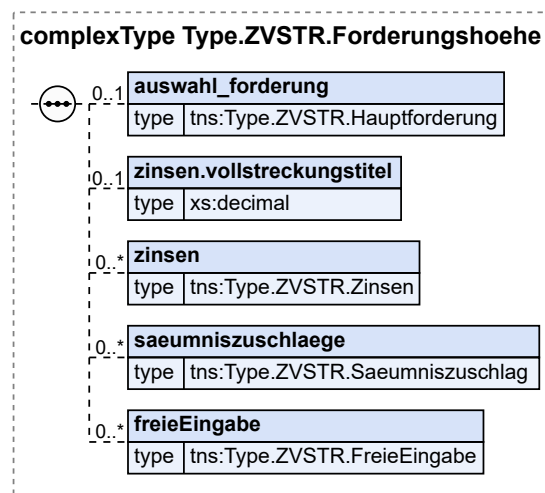 complexType Type.ZVSTR.Forderungshoehe
0..1 auswahl_forderung
type tns:Type.ZVSTR.Hauptforderung
0..1 zinsen.vollstreckungstitel
type xs:decimal
0..* zinsen
type tns:Type.ZVSTR.Zinsen
0..* saeumniszuschlaege
type tns:Type.ZVSTR.Saeumniszuschlag
0..* freieEingabe
type tns:Type.ZVSTR.FreieEingabe